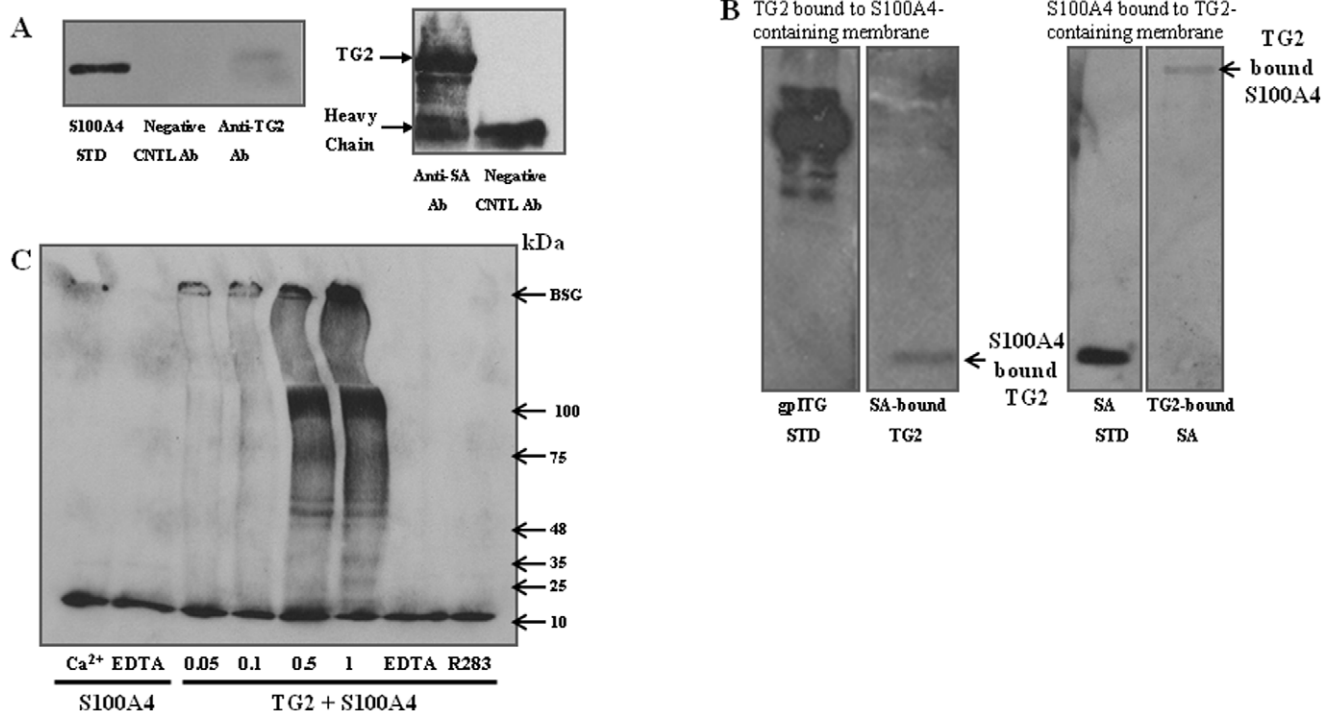 A
S100A4 STD
Negative CNTL Ab
Anti-TG2 Ab
TG2
Heavy Chain
Anti-SA Ab
Negative CNTL Ab
B
TG2 bound to S100A4-
containing membrane
S100A4 bound to TG2-
containing membrane
TG2
bound
S100A4
S100A4
bound
TG2
gpITG STD
SA-bound TG2
SA STD
TG2-bound SA
C
kDa
BSG
100
75
48
35
25
10
Ca²⁺ EDTA 0.05 0.1 0.5 1 EDTA R283
S100A4 TG2 + S100A4